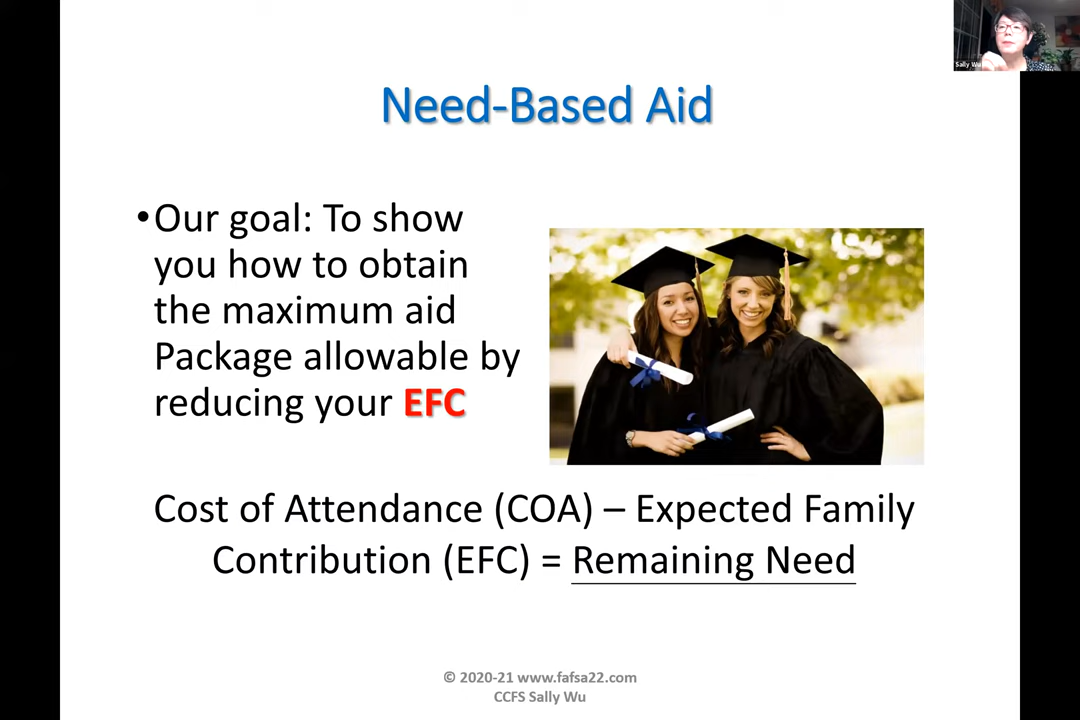 Sally Wu
Need-Based Aid
•Our goal: To show
you how to obtain
the maximum aid
Package allowable by
reducing your EFC
Cost of Attendance (COA) – Expected Family
Contribution (EFC) = Remaining Need
© 2020-21 www.fafsa22.com
CCFS Sally Wu